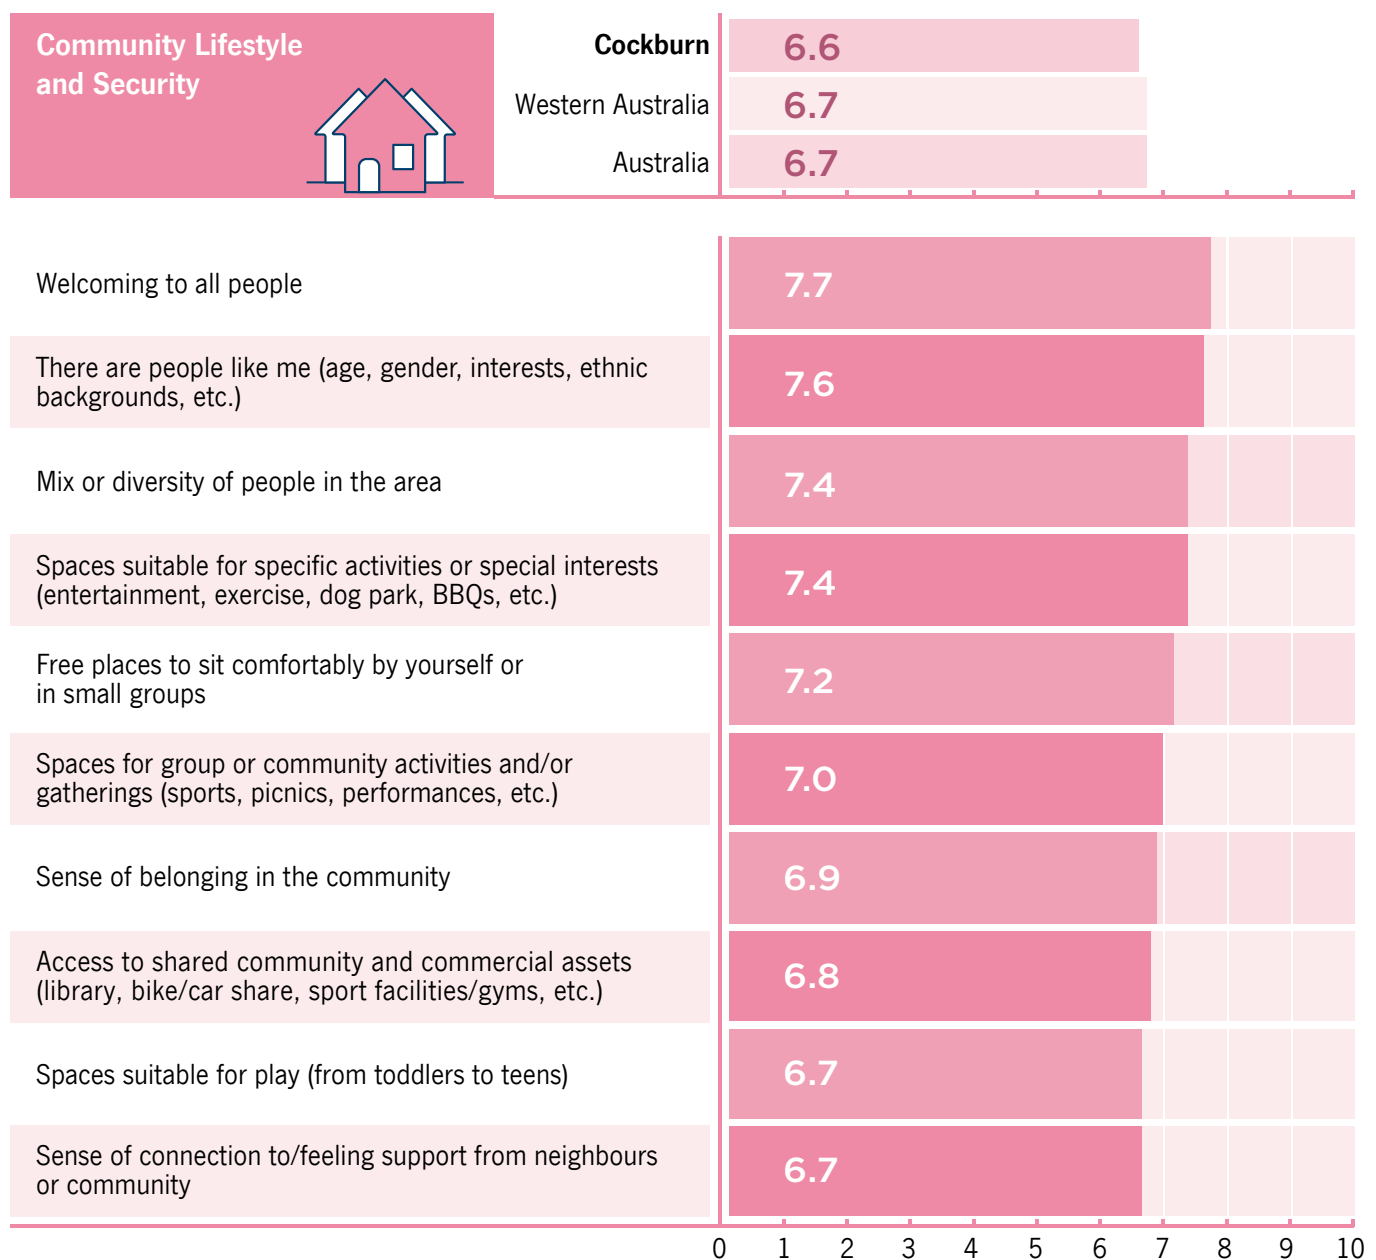 Community Lifestyle
and Security
Cockburn
6.6
Western Australia
6.7
Australia
6.7
Welcoming to all people
7.7
There are people like me (age, gender, interests, ethnic
backgrounds, etc.)
7.6
Mix or diversity of people in the area
7.4
Spaces suitable for specific activities or special interests
(entertainment, exercise, dog park, BBQs, etc.)
7.4
Free places to sit comfortably by yourself or
in small groups
7.2
Spaces for group or community activities and/or
gatherings (sports, picnics, performances, etc.)
7.0
Sense of belonging in the community
6.9
Access to shared community and commercial assets
(library, bike/car share, sport facilities/gyms, etc.)
6.8
Spaces suitable for play (from toddlers to teens)
6.7
Sense of connection to/feeling support from neighbours
or community
6.7
0 1 2 3 4 5 6 7 8 9 10